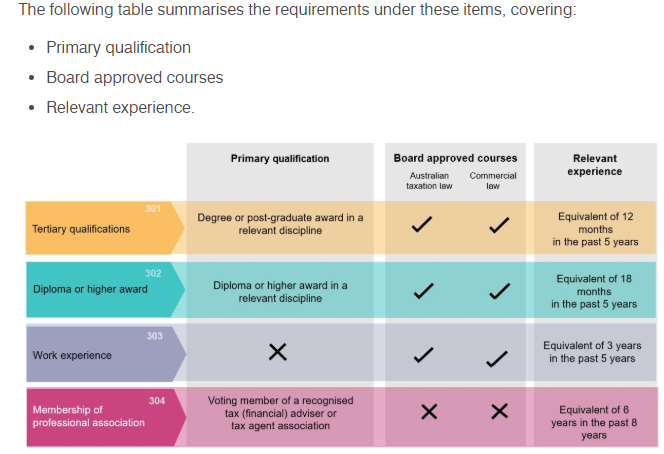 The following table summarises the requirements under these items, covering:
• Primary qualification
• Board approved courses
• Relevant experience.
Primary qualification
Board approved courses
Australian
taxation law
Commercial
law
Relevant
experience
301
Tertiary qualifications
Degree or post-graduate award in a
relevant discipline
Equivalent of 12
months
in the past 5 years
302
Diploma or higher award
Diploma or higher award in a
relevant discipline
Equivalent of 18
months
in the past 5 years
303
Work experience
Equivalent of 3 years
in the past 5 years
304
Membership of
professional association
Voting member of a recognised
tax (financial) adviser or
tax agent association
Equivalent of 6
years in the past 8
years